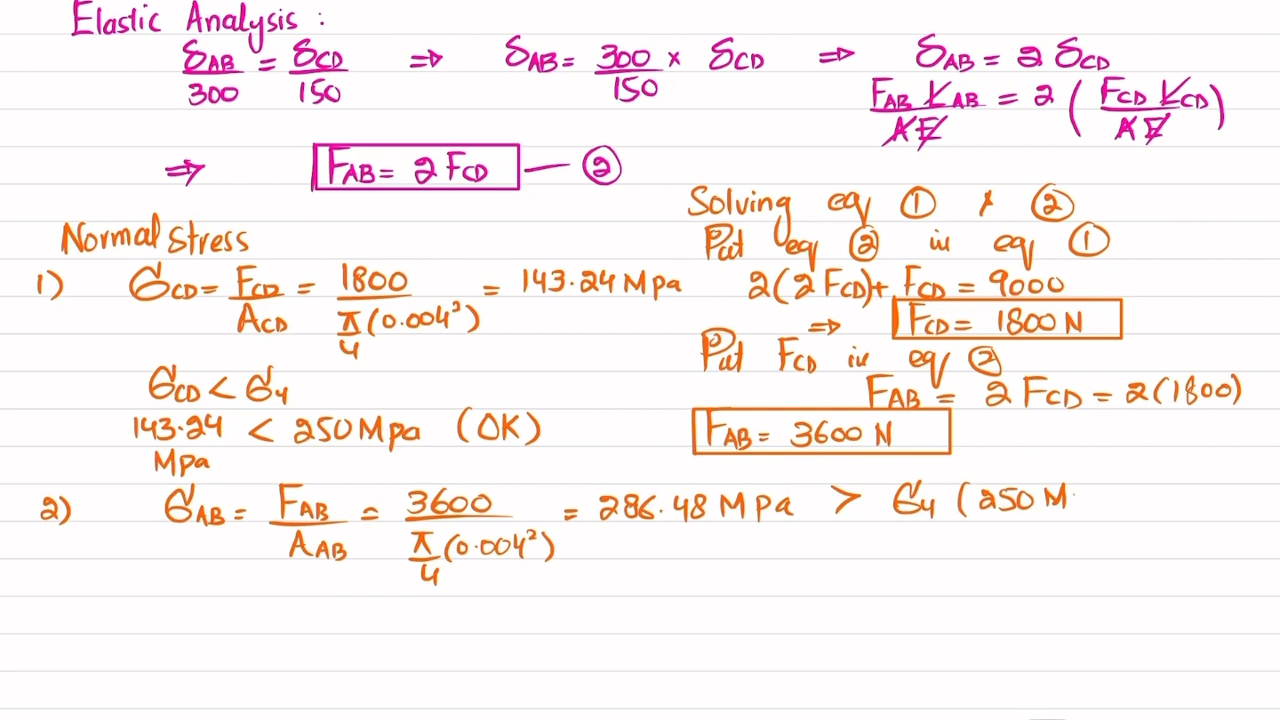 Elastic Analysis :
δAB/300 = δCD/150 ⇒ δAB = 300/150 × δCD ⇒ δAB = 2 δCD
FAB LAB/AE = 2 (FCD LCD/AE)
⇒ FAB = 2 FCD — ②
Solving eq ① & ②
Put eq ② in eq ①
2(2 FCD) + FCD = 9000
⇒ FCD = 1800 N
Put FCD in eq ②
FAB = 2 FCD = 2(1800)
FAB = 3600 N
Normal Stress
1) σCD = FCD/ACD = 1800/(π/4 (0.004²)) = 143.24 MPa
σCD < σy
143.24 < 250 MPa (OK)
MPa
2) σAB = FAB/AAB = 3600/(π/4 (0.004²)) = 286.48 MPa > σy (250 M